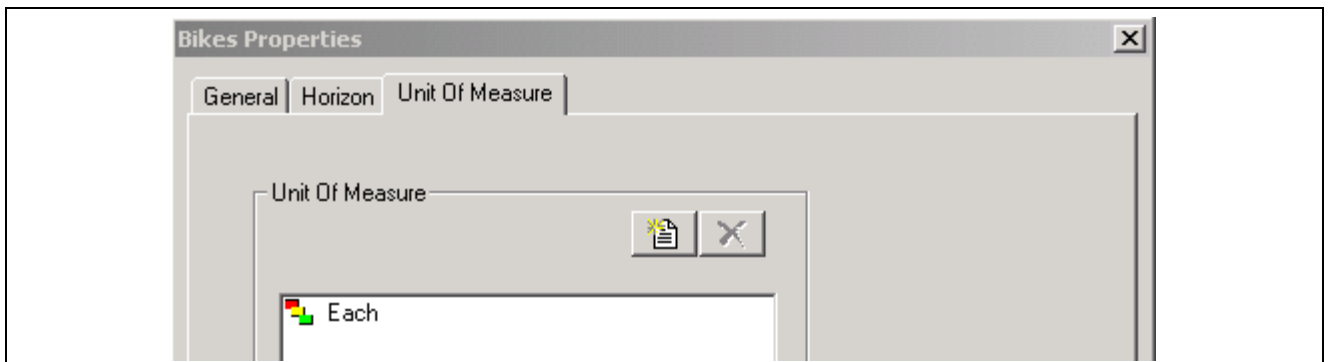 Bikes Properties
General Horizon Unit Of Measure
Unit Of Measure
Each